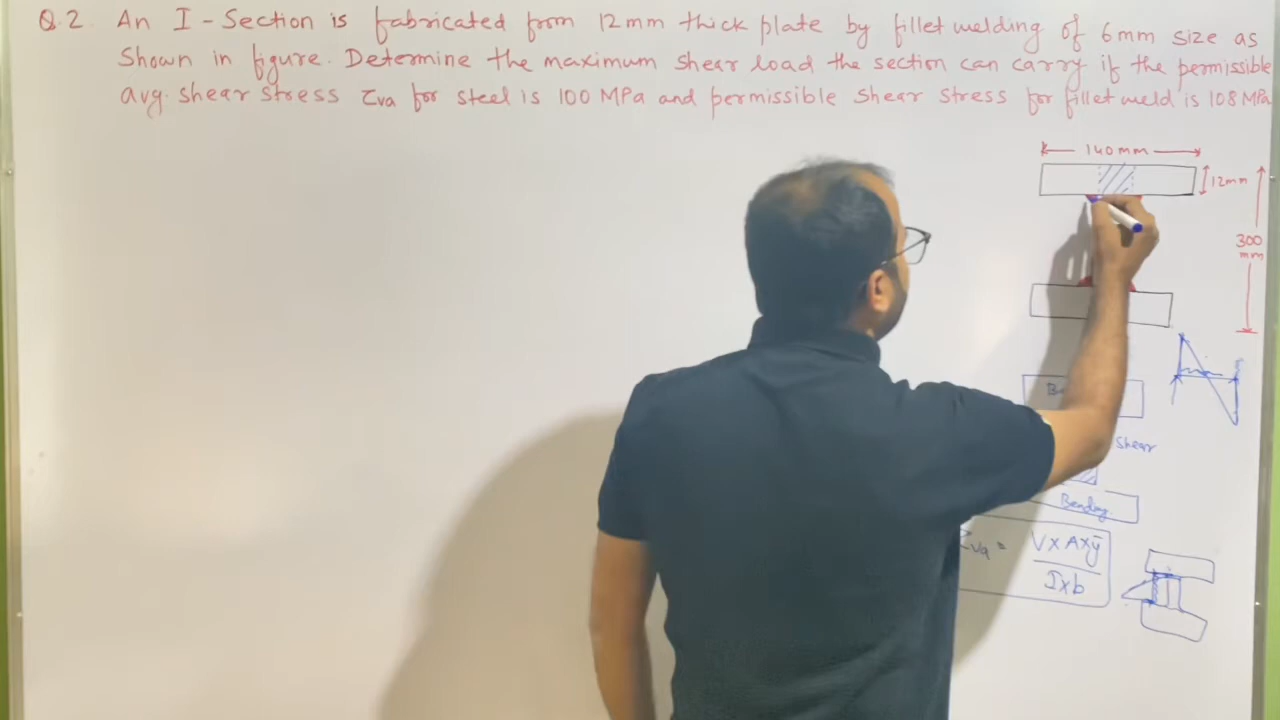 Q.2. An I-Section is fabricated from 12mm thick plate by fillet welding of 6mm size as
Shown in figure. Determine the maximum shear load the section can carry if the permissible
avg. shear stress τva for steel is 100 MPa and permissible shear stress for fillet weld is 108 MPa
140mm
12mm
300
mm
Shear
Bending
τva = V×A×ȳ
I×b